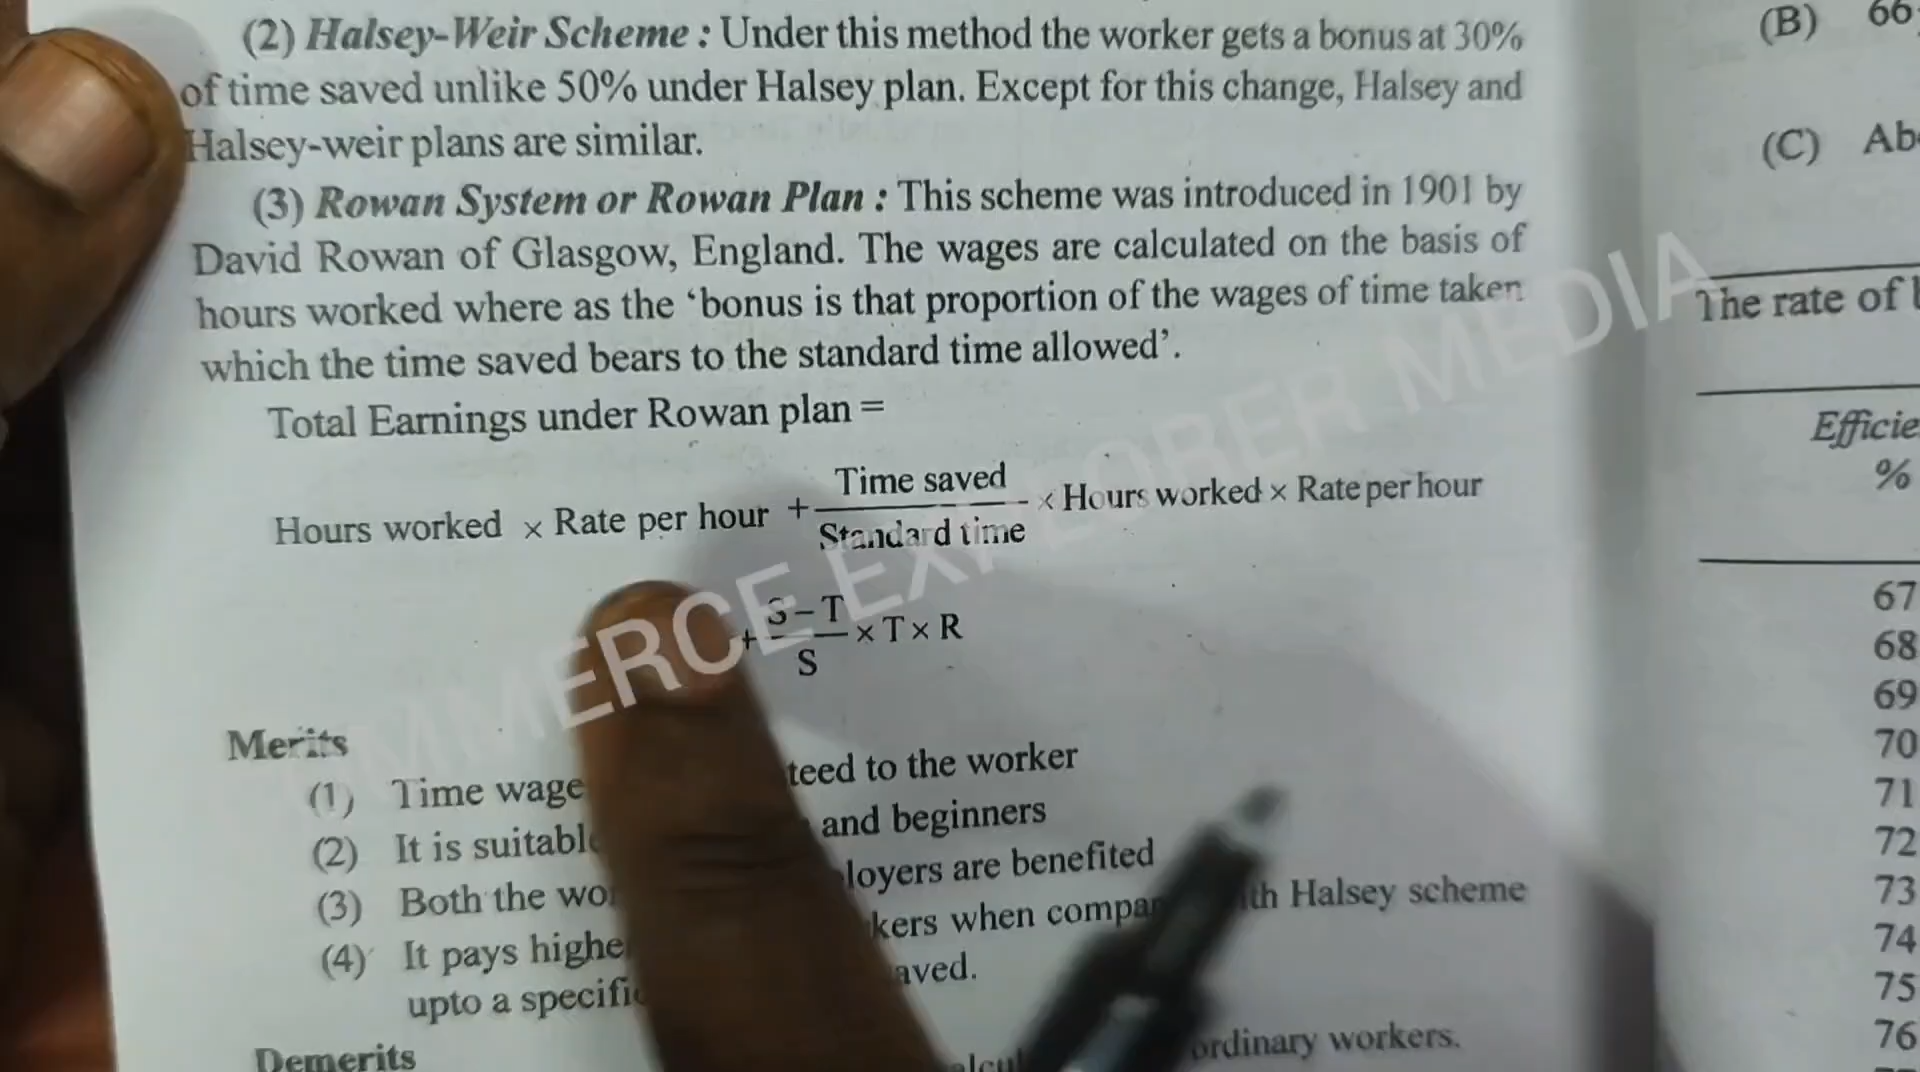 (2) Halsey-Weir Scheme : Under this method the worker gets a bonus at 30%
of time saved unlike 50% under Halsey plan. Except for this change, Halsey and
Halsey-weir plans are similar.
(3) Rowan System or Rowan Plan : This scheme was introduced in 1901 by
David Rowan of Glasgow, England. The wages are calculated on the basis of
hours worked where as the ‘bonus is that proportion of the wages of time taken
which the time saved bears to the standard time allowed’.
Total Earnings under Rowan plan =
Hours worked × Rate per hour + Time saved / Standard time × Hours worked × Rate per hour
+ S – T / S × T × R
Merits
(1) Time wage teed to the worker
(2) It is suitable and beginners
(3) Both the wo loyers are benefited
(4) It pays highe kers when compa th Halsey scheme
upto a specifi aved.
Demerits
ordinary workers.
(B) 66
(C) Ab
The rate of
Efficie
%
67
68
69
70
71
72
73
74
75
76
COMMERCE EXPLORER MEDIA